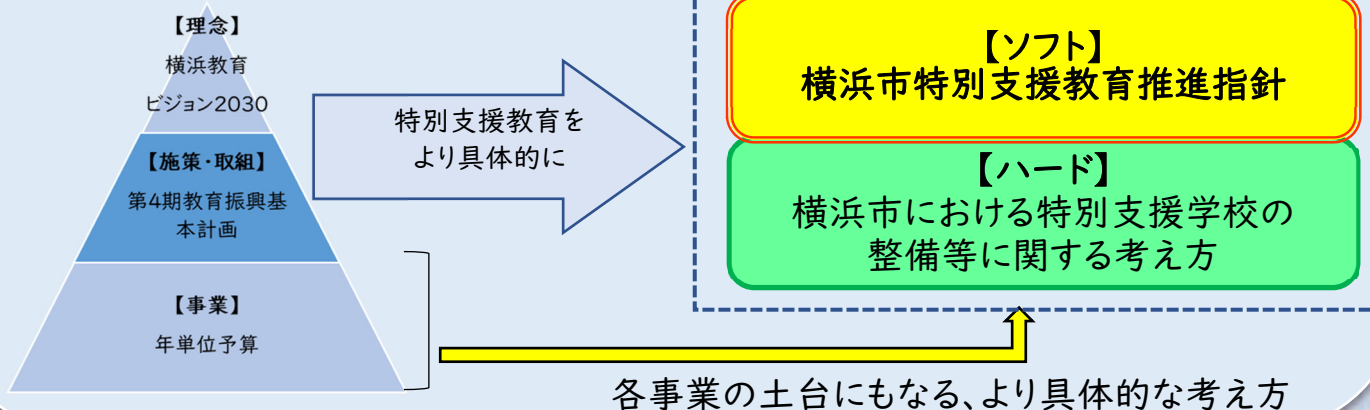 【理念】
横浜教育
ビジョン2030
【施策・取組】
第4期教育振興基
本計画
【事業】
年単位予算
特別支援教育を
より具体的に
【ソフト】
横浜市特別支援教育推進指針
【ハード】
横浜市における特別支援学校の
整備等に関する考え方
各事業の土台にもなる、より具体的な考え方